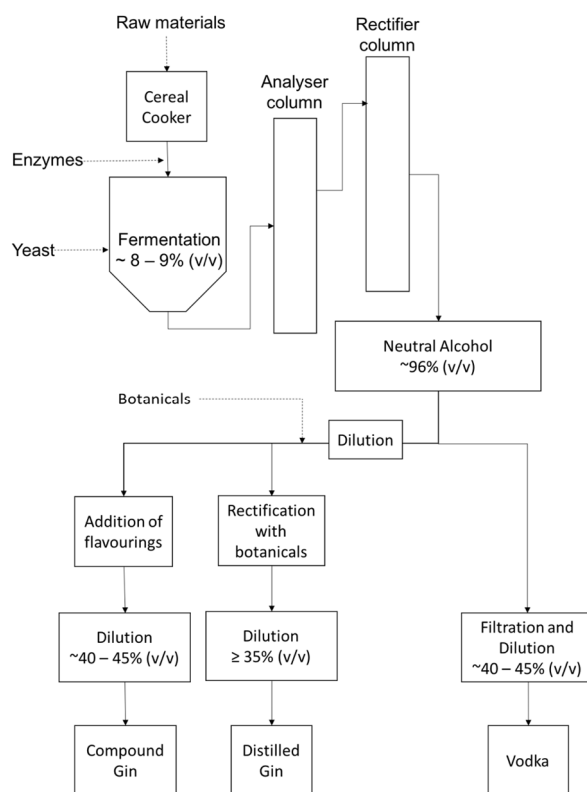 Raw materials
Cereal
Cooker
Enzymes
Yeast
Fermentation
~ 8 – 9% (v/v)
Analyser
column
Rectifier
column
Neutral Alcohol
~96% (v/v)
Botanicals
Dilution
Addition of
flavourings
Rectification
with
botanicals
Dilution
~40 – 45% (v/v)
Dilution
≥ 35% (v/v)
Filtration and
Dilution
~40 – 45% (v/v)
Compound
Gin
Distilled
Gin
Vodka